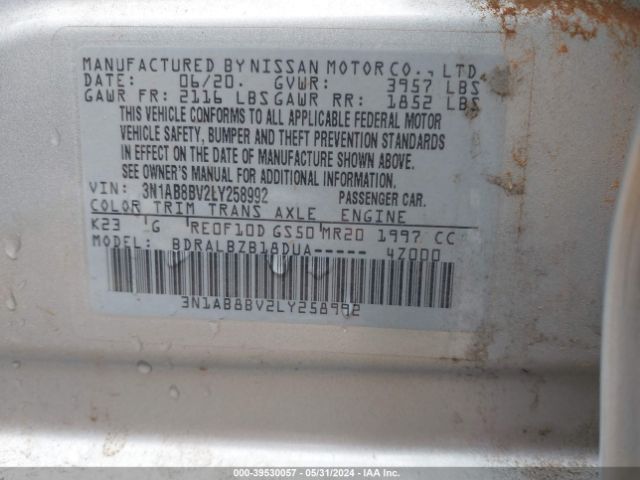 MANUFACTURED BY NISSAN MOTOR CO., LTD.
DATE: 06/20. GVWR: 3957 LBS
GAWR FR: 2116 LBS GAWR RR: 1852 LBS
THIS VEHICLE CONFORMS TO ALL APPLICABLE FEDERAL MOTOR
VEHICLE SAFETY, BUMPER AND THEFT PREVENTION STANDARDS
IN EFFECT ON THE DATE OF MANUFACTURE SHOWN ABOVE.
SEE OWNER'S MANUAL FOR ADDITIONAL INFORMATION.
VIN: 3N1AB8BV2LY258992 PASSENGER CAR.
COLOR TRIM TRANS AXLE ENGINE
K23 G RE0F10D GS50 MR20 1997 CC
MODEL: BDRALBZB18DUA----- 4Z000
3N1AB8BV2LY258992
000-39530057 - 05/31/2024 - IAA Inc.